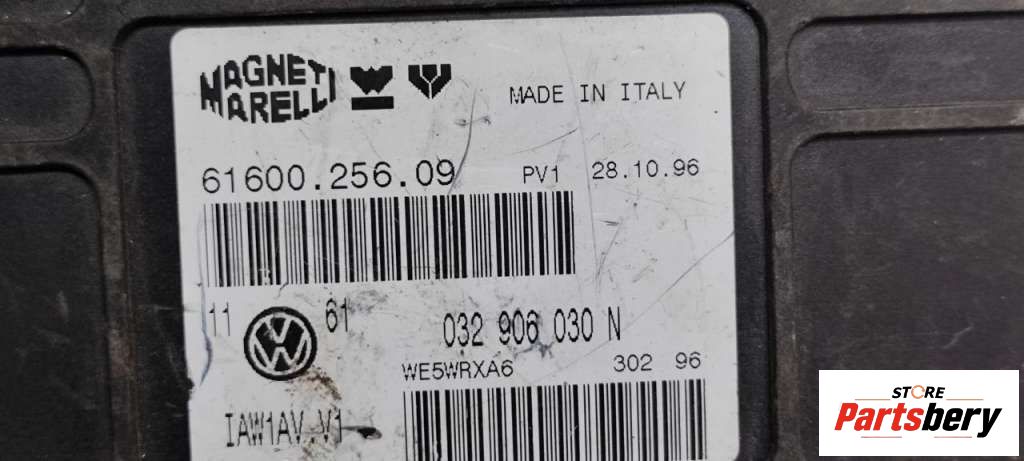 MAGNETI
MARELLI
MADE IN ITALY
61600.256.09 PV1 28.10.96
11 VW 61 032 906 030 N
WE5WRXA6 302 96
IAW1AV.V1
STORE
Partsbery